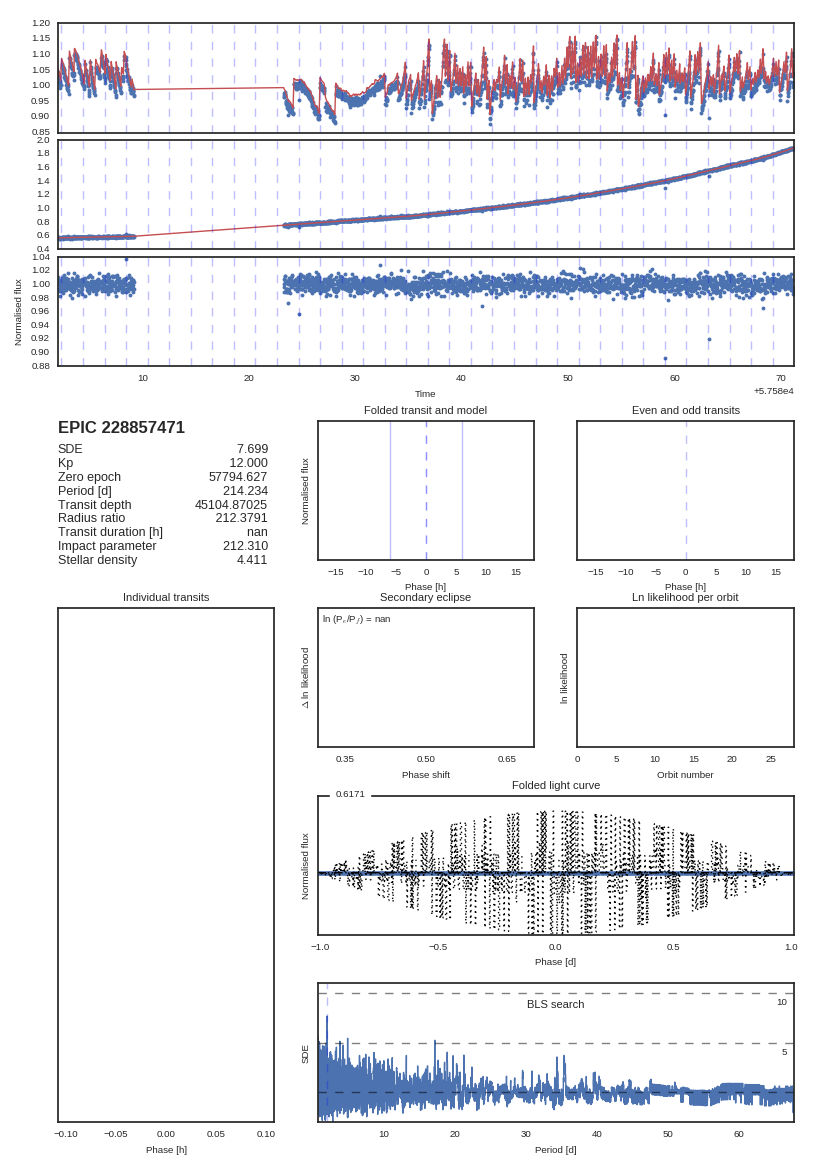 1.20
1.15
1.10
1.05
1.00
0.95
0.90
0.85
2.0
1.8
1.6
1.4
1.2
1.0
0.8
0.6
0.4
1.04
1.02
1.00
0.98
0.96
0.94
0.92
0.90
0.88
Normalised flux
10 20 30 40 50 60 70
Time
+5.758e4
EPIC 228857471
SDE 7.699
Kp 12.000
Zero epoch 57794.627
Period [d] 214.234
Transit depth 45104.87025
Radius ratio 212.3791
Transit duration [h] nan
Impact parameter 212.310
Stellar density 4.411
Folded transit and model
Normalised flux
−15 −10 −5 0 5 10 15
Phase [h]
Even and odd transits
−15 −10 −5 0 5 10 15
Phase [h]
Individual transits
−0.10 −0.05 0.00 0.05 0.10
Phase [h]
Secondary eclipse
ln (Pₑ/P𝑓) = nan
Δ ln likelihood
0.35 0.50 0.65
Phase shift
Ln likelihood per orbit
ln likelihood
0 5 10 15 20 25
Orbit number
Folded light curve
0.6171
Normalised flux
−1.0 −0.5 0.0 0.5 1.0
Phase [d]
BLS search
10
5
SDE
10 20 30 40 50 60
Period [d]